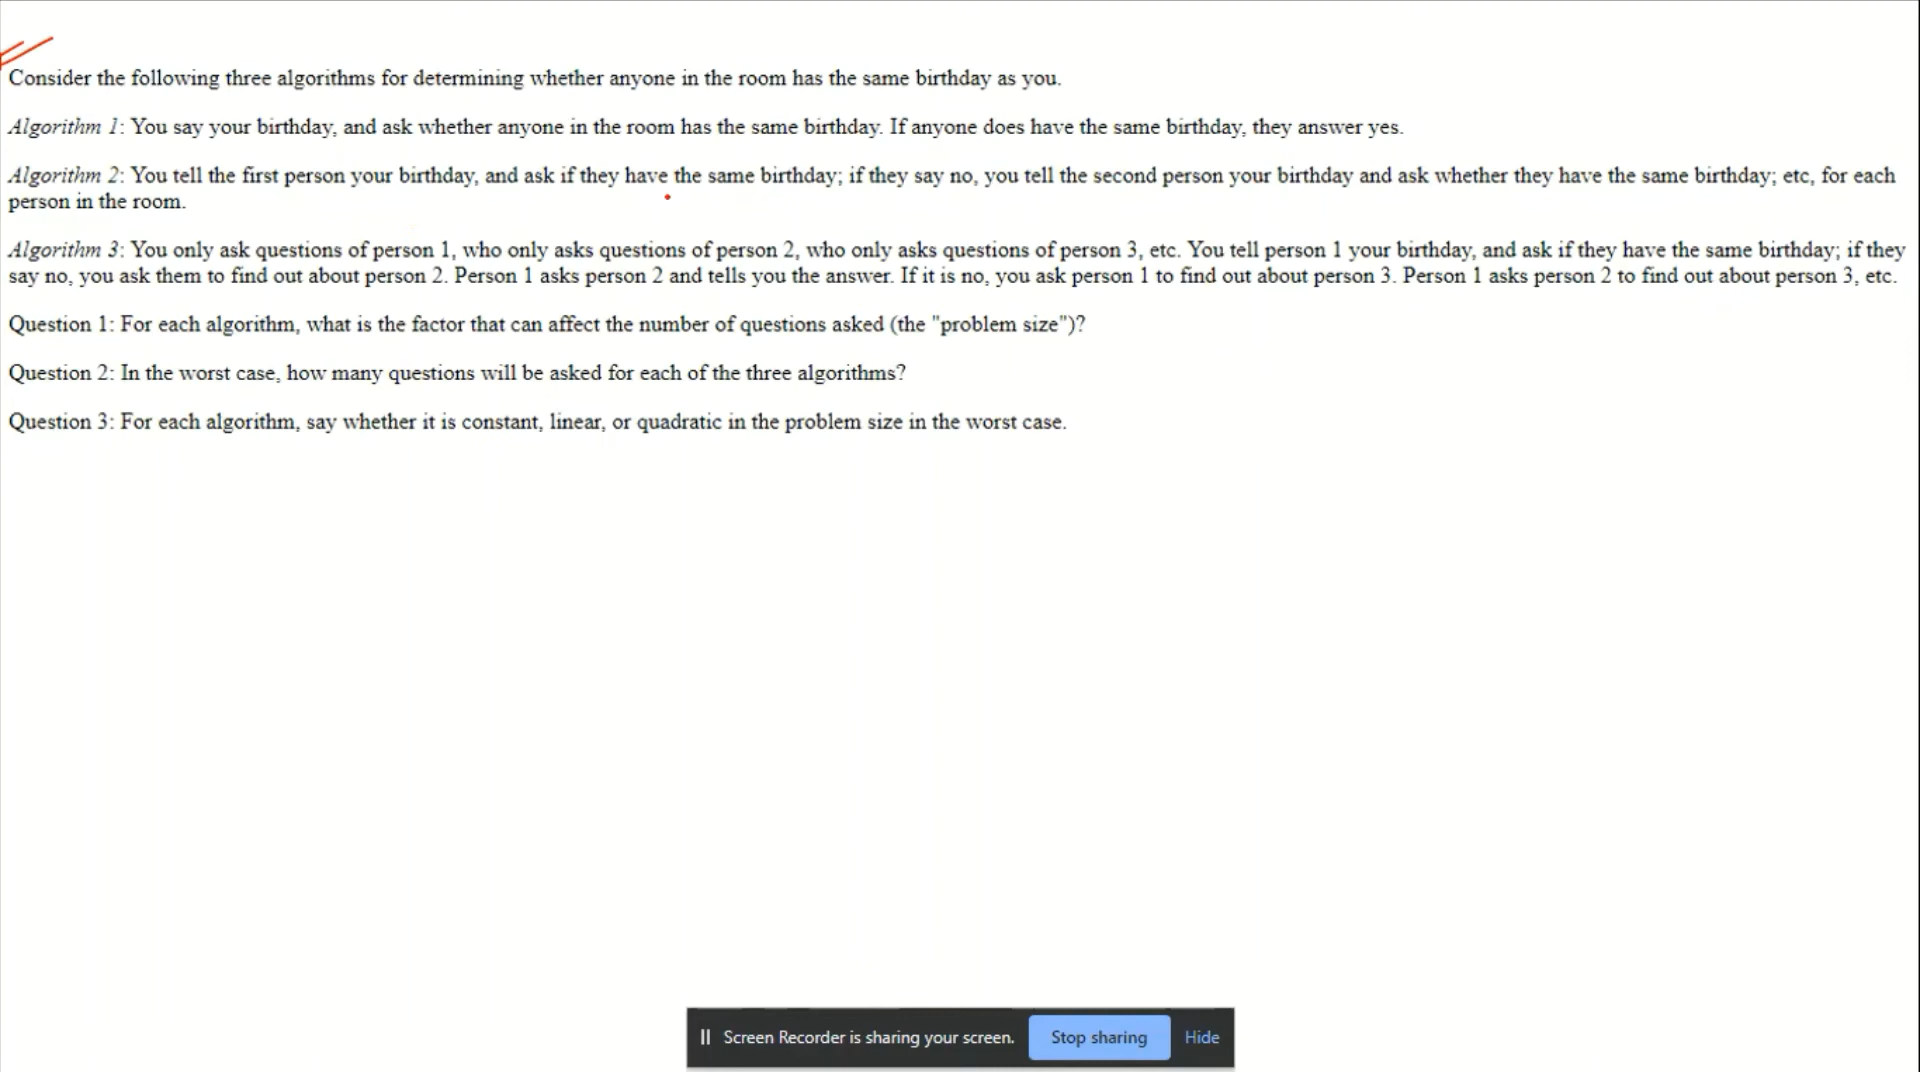 Consider the following three algorithms for determining whether anyone in the room has the same birthday as you.
Algorithm 1: You say your birthday, and ask whether anyone in the room has the same birthday. If anyone does have the same birthday, they answer yes.
Algorithm 2: You tell the first person your birthday, and ask if they have the same birthday; if they say no, you tell the second person your birthday and ask whether they have the same birthday; etc, for each
person in the room.
Algorithm 3: You only ask questions of person 1, who only asks questions of person 2, who only asks questions of person 3, etc. You tell person 1 your birthday, and ask if they have the same birthday; if they
say no, you ask them to find out about person 2. Person 1 asks person 2 and tells you the answer. If it is no, you ask person 1 to find out about person 3. Person 1 asks person 2 to find out about person 3, etc.
Question 1: For each algorithm, what is the factor that can affect the number of questions asked (the "problem size")?
Question 2: In the worst case, how many questions will be asked for each of the three algorithms?
Question 3: For each algorithm, say whether it is constant, linear, or quadratic in the problem size in the worst case.
Screen Recorder is sharing your screen. Stop sharing Hide